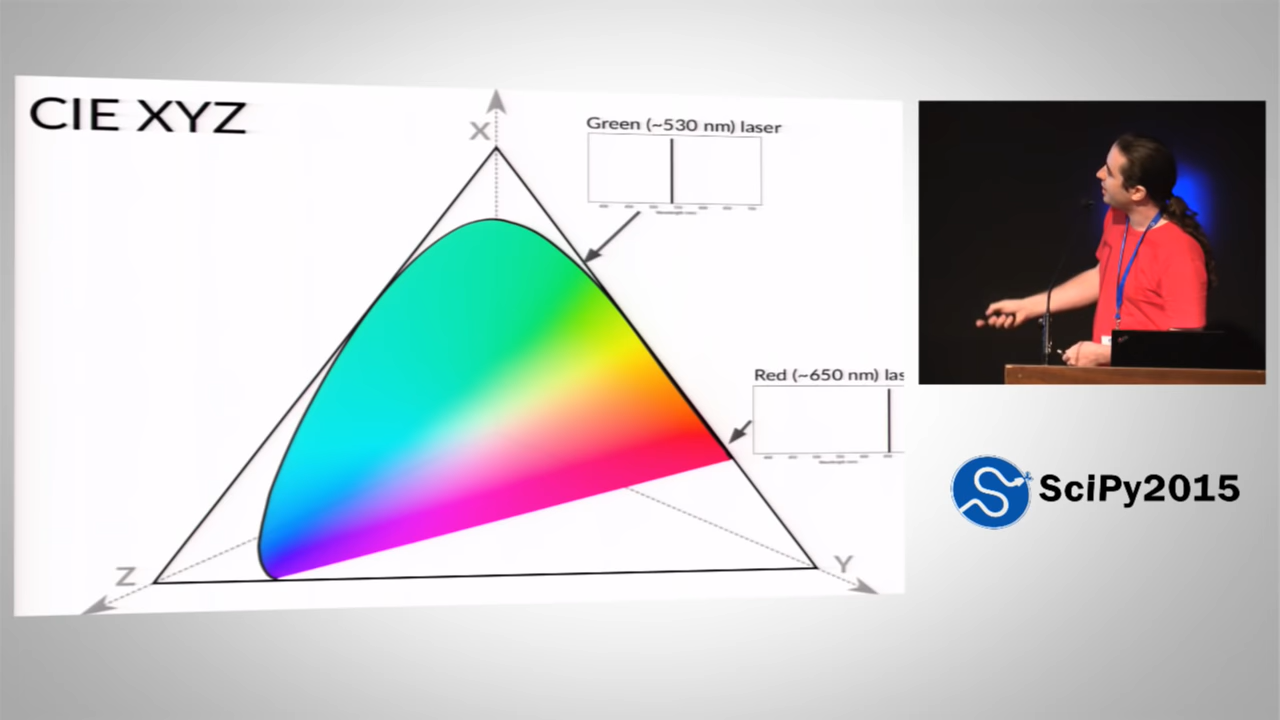 CIE XYZ
X
Green (~530 nm) laser
Red (~650 nm) las
Z
Y
SciPy2015